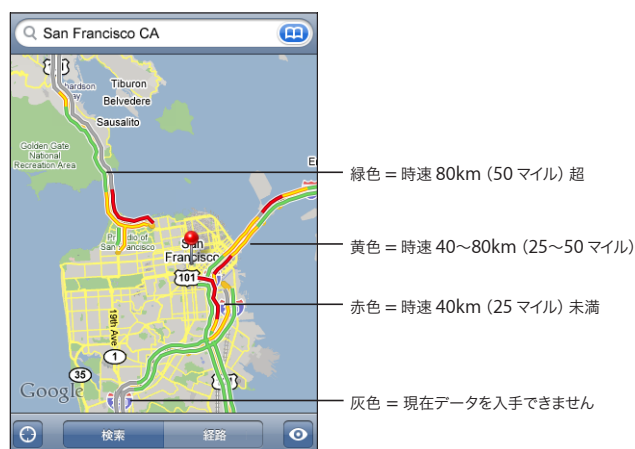 San Francisco CA
Tiburon
Belvedere
Sausalito
Golden Gate
National
Recreation Area
緑色 = 時速 80km（50 マイル）超
黄色 = 時速 40～80km（25～50 マイル）
San
Francisco
101
赤色 = 時速 40km（25 マイル）未満
19th Ave
1
35
Google
灰色 = 現在データを入手できません
検索
経路